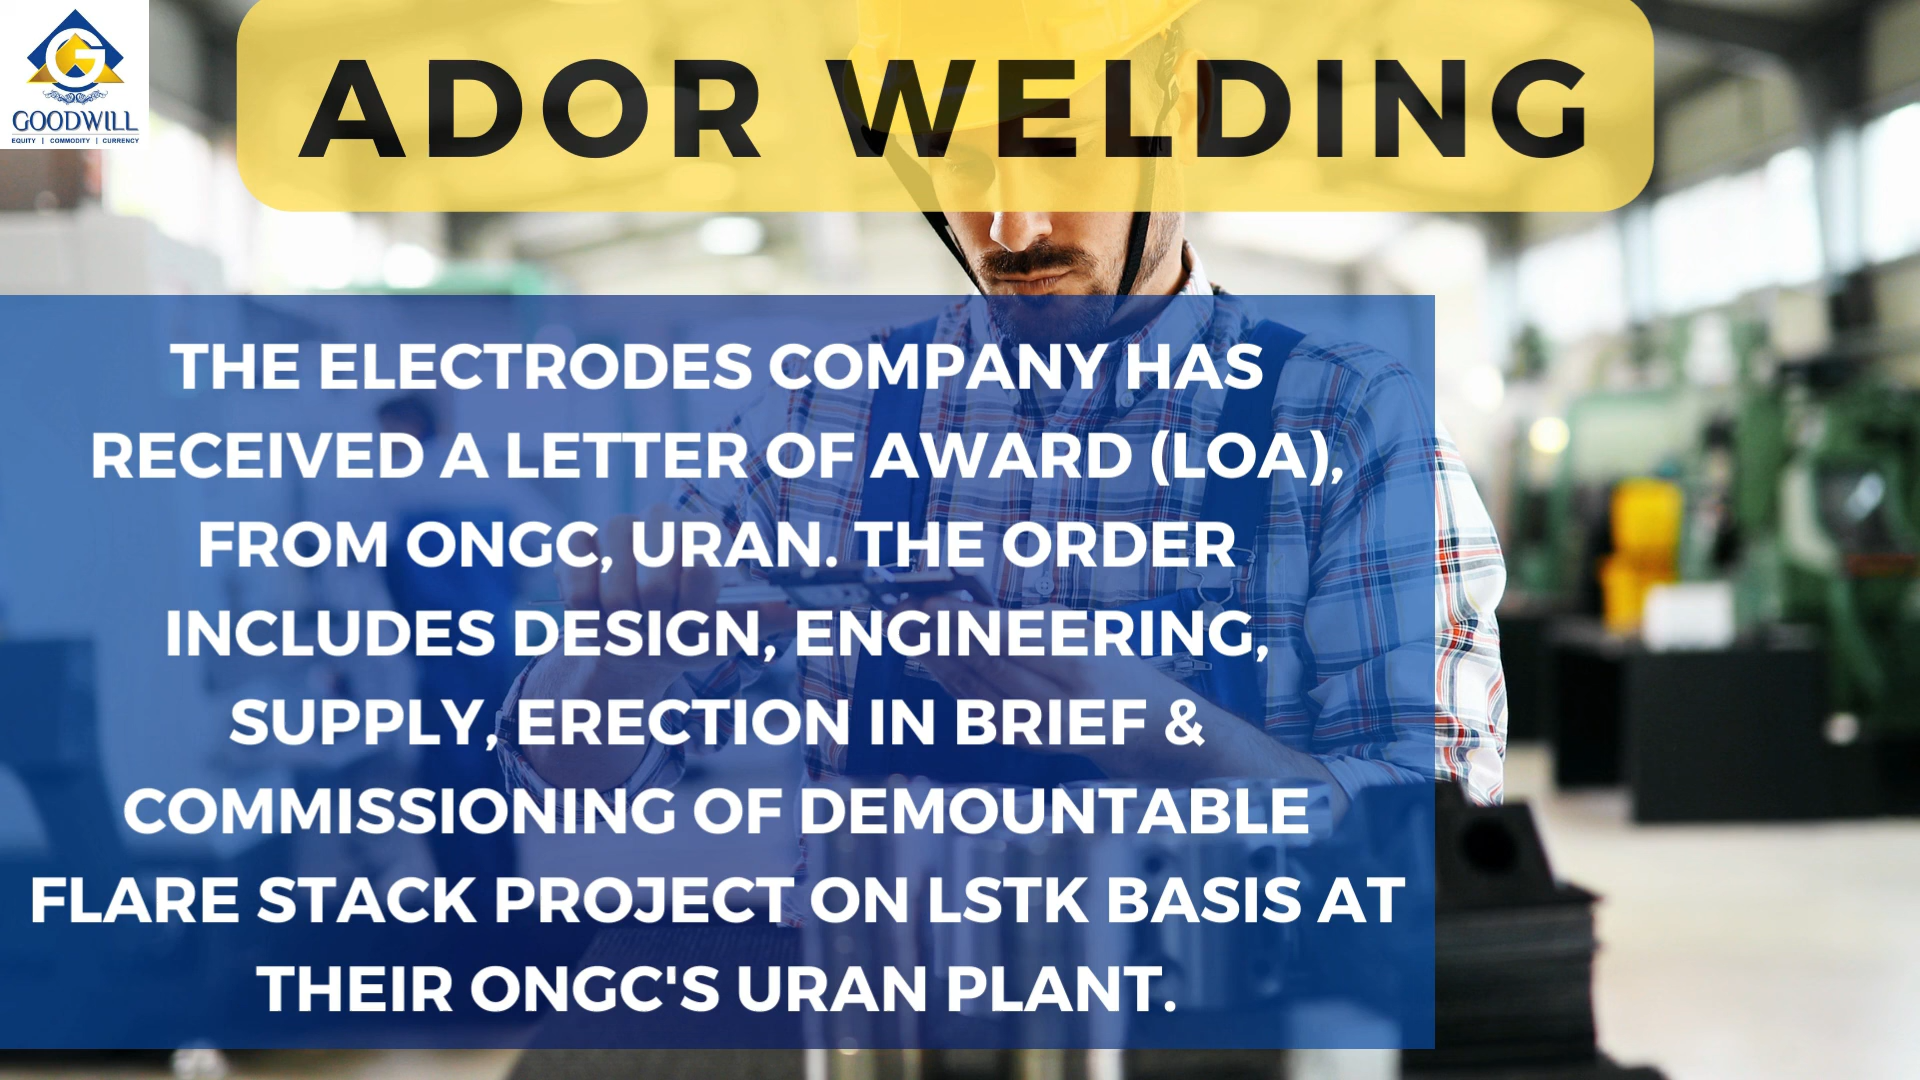 GOODWILL
EQUITY | COMMODITY | CURRENCY
ADOR WELDING
THE ELECTRODES COMPANY HAS
RECEIVED A LETTER OF AWARD (LOA),
FROM ONGC, URAN. THE ORDER
INCLUDES DESIGN, ENGINEERING,
SUPPLY, ERECTION IN BRIEF &
COMMISSIONING OF DEMOUNTABLE
FLARE STACK PROJECT ON LSTK BASIS AT
THEIR ONGC'S URAN PLANT.